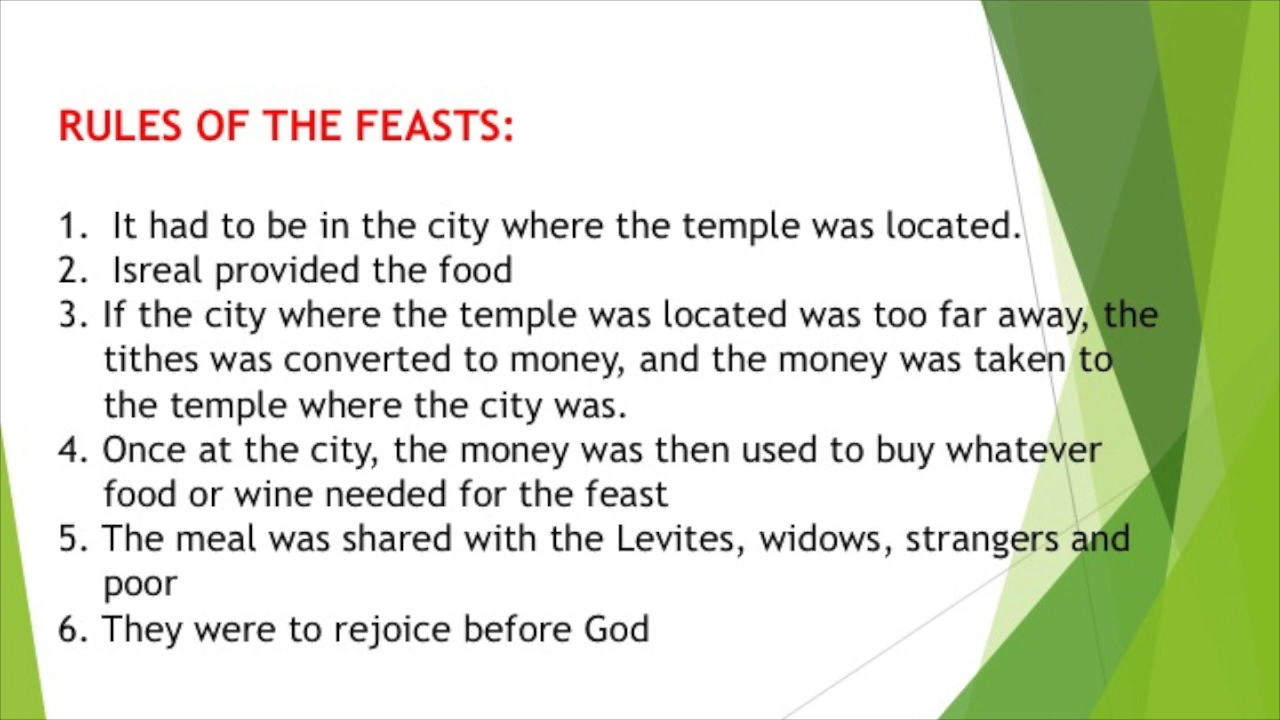 RULES OF THE FEASTS:
1. It had to be in the city where the temple was located.
2. Isreal provided the food
3. If the city where the temple was located was too far away, the
tithes was converted to money, and the money was taken to
the temple where the city was.
4. Once at the city, the money was then used to buy whatever
food or wine needed for the feast
5. The meal was shared with the Levites, widows, strangers and
poor
6. They were to rejoice before God